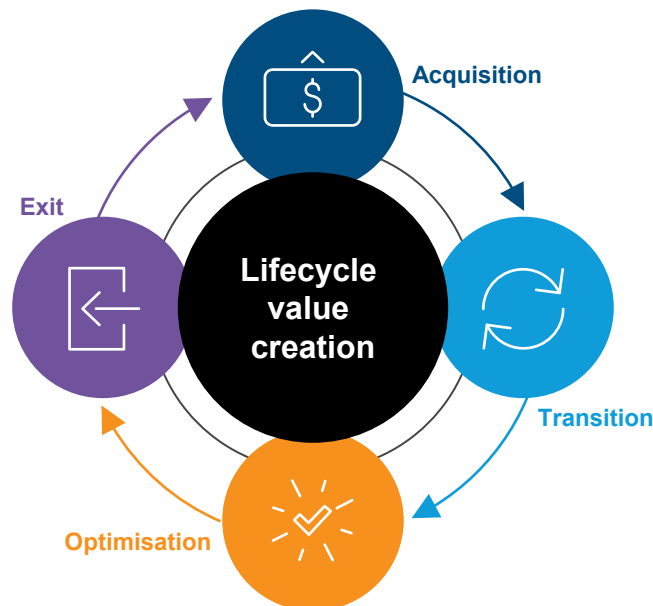 Acquisition
$
Exit
Lifecycle
value
creation
Transition
Optimisation